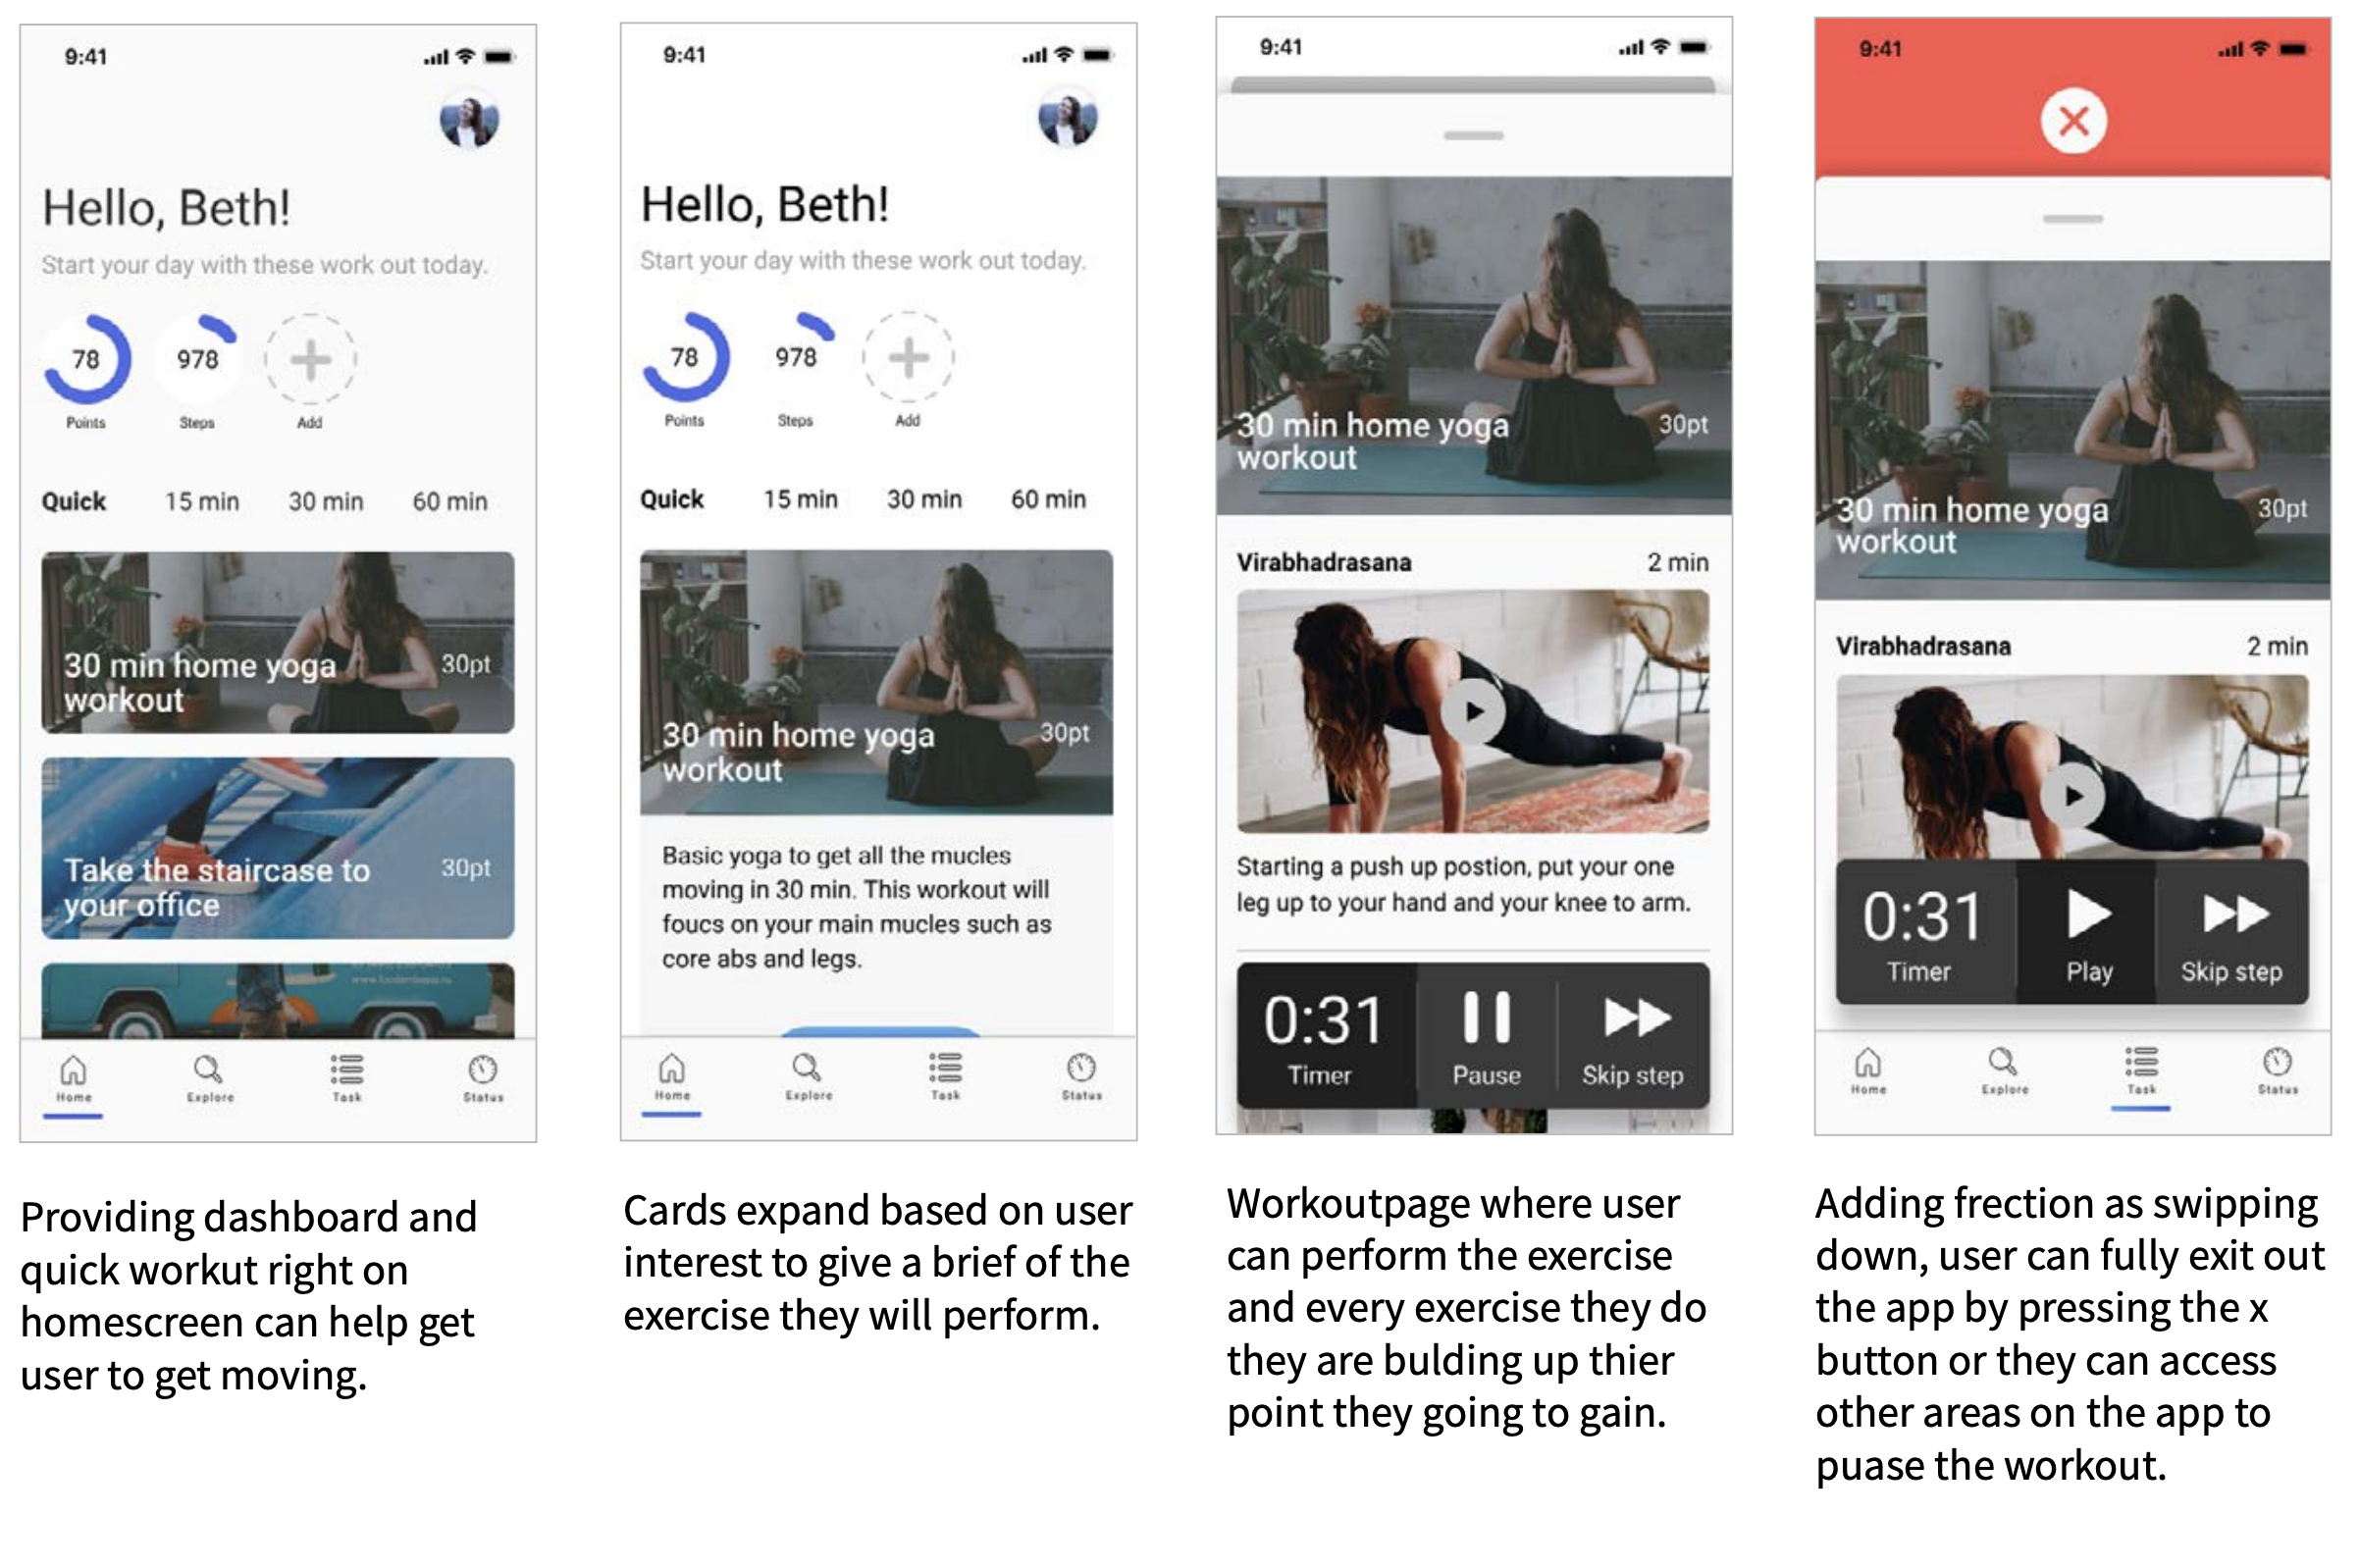 9:41
Hello, Beth!
Start your day with these work out today.
78
978
Points
Steps
Add
Quick
15 min
30 min
60 min
30 min home yoga
workout
30pt
Take the staircase to
your office
30pt
Home
Explore
Task
Status
Providing dashboard and
quick workut right on
homescreen can help get
user to get moving.
9:41
Hello, Beth!
Start your day with these work out today.
78
978
Points
Steps
Add
Quick
15 min
30 min
60 min
30 min home yoga
workout
30pt
Basic yoga to get all the mucles
moving in 30 min. This workout will
foucs on your main mucles such as
core abs and legs.
Home
Explore
Task
Status
Cards expand based on user
interest to give a brief of the
exercise they will perform.
9:41
30 min home yoga
workout
30pt
Virabhadrasana
2 min
Starting a push up postion, put your one
leg up to your hand and your knee to arm.
0:31
Timer
Pause
Skip step
Workoutpage where user
can perform the exercise
and every exercise they do
they are bulding up thier
point they going to gain.
9:41
30 min home yoga
workout
30pt
Virabhadrasana
2 min
0:31
Timer
Play
Skip step
Home
Explore
Task
Status
Adding frection as swipping
down, user can fully exit out
the app by pressing the x
button or they can access
other areas on the app to
puase the workout.